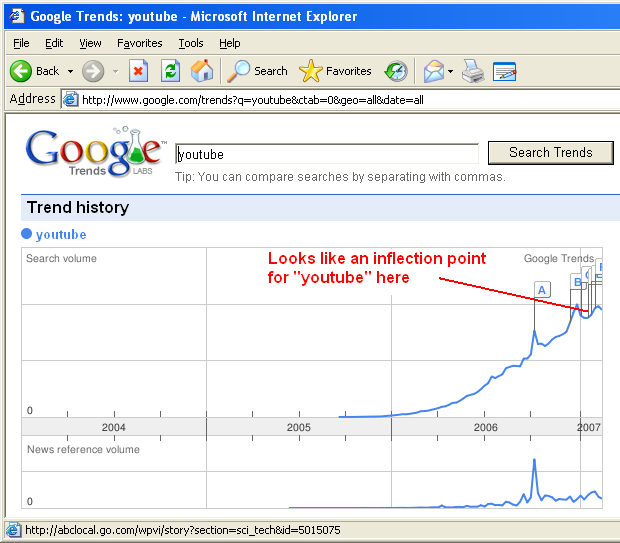 Google Trends: youtube - Microsoft Internet Explorer
File Edit View Favorites Tools Help
Back Search Favorites
Address http://www.google.com/trends?q=youtube&ctab=0&geo=all&date=all
Google™
Trends LABS
youtube
Search Trends
Tip: You can compare searches by separating with commas.
Trend history
youtube
Search volume
Google Trends
Looks like an inflection point
for "youtube" here
A
B
0
2004 2005 2006 2007
News reference volume
0
http://abclocal.go.com/wpvi/story?section=sci_tech&id=5015075